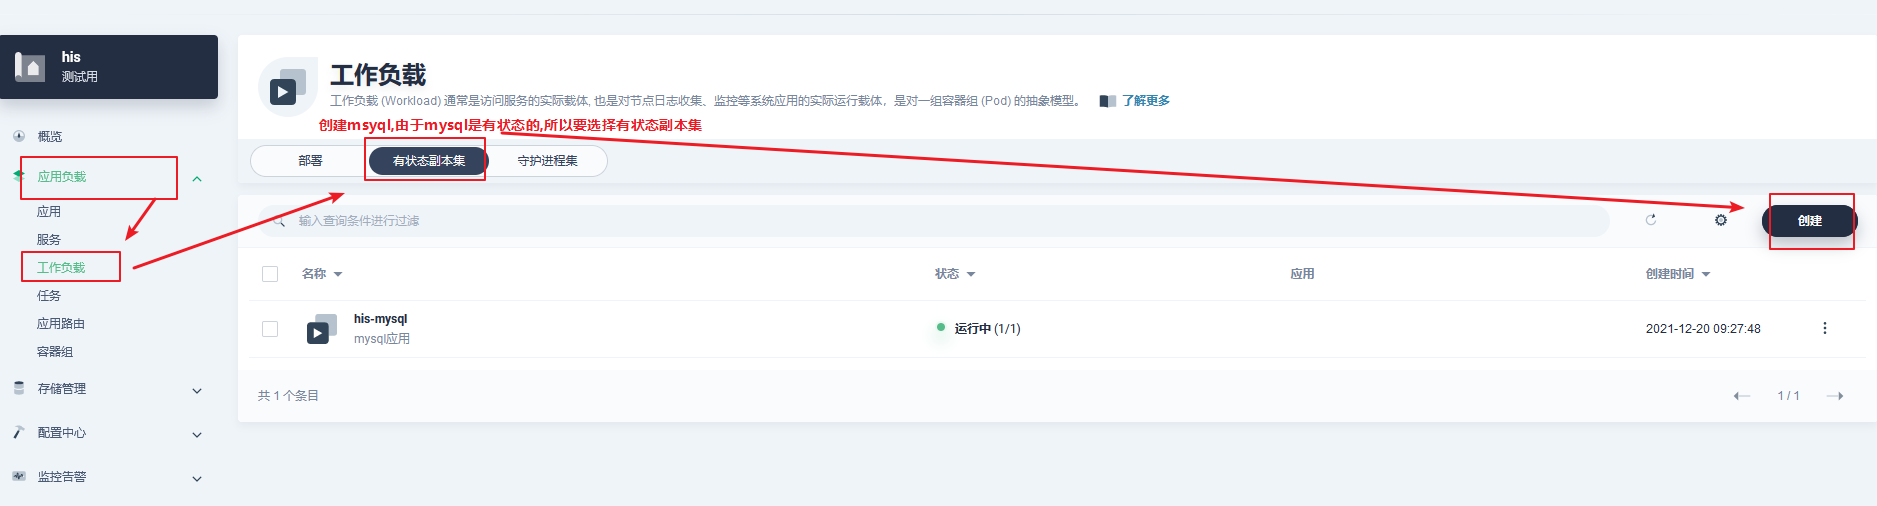 his
测试用
概览
应用负载
应用
服务
工作负载
任务
应用路由
容器组
存储管理
配置中心
监控告警
工作负载
工作负载 (Workload) 通常是访问服务的实际载体, 也是对节点日志收集、监控等系统应用的实际运行载体，是对一组容器组 (Pod) 的抽象模型。 了解更多
创建msyql,由于mysql是有状态的,所以要选择有状态副本集
部署 有状态副本集 守护进程集
输入查询条件进行过滤 创建
名称 状态 应用 创建时间
his-mysql
mysql应用
运行中 (1/1)
2021-12-20 09:27:48
共 1 个条目 1 / 1